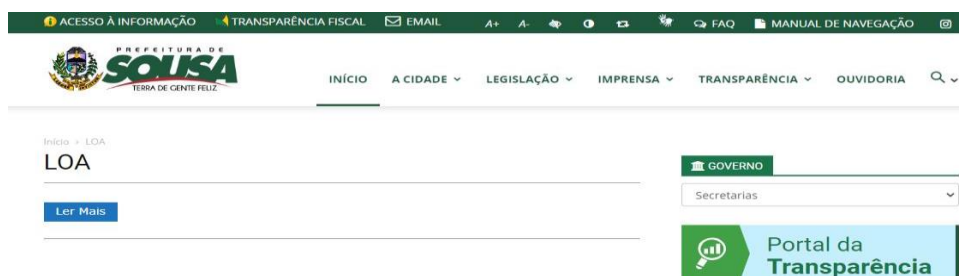 ACESSO À INFORMAÇÃO TRANSPARÊNCIA FISCAL EMAIL A+ A- FAQ MANUAL DE NAVEGAÇÃO
PREFEITURA DE
SOUSA
TERRA DE GENTE FELIZ
INÍCIO A CIDADE LEGISLAÇÃO IMPRENSA TRANSPARÊNCIA OUVIDORIA
Início > LOA
LOA
Ler Mais
GOVERNO
Secretarias
Portal da
Transparência